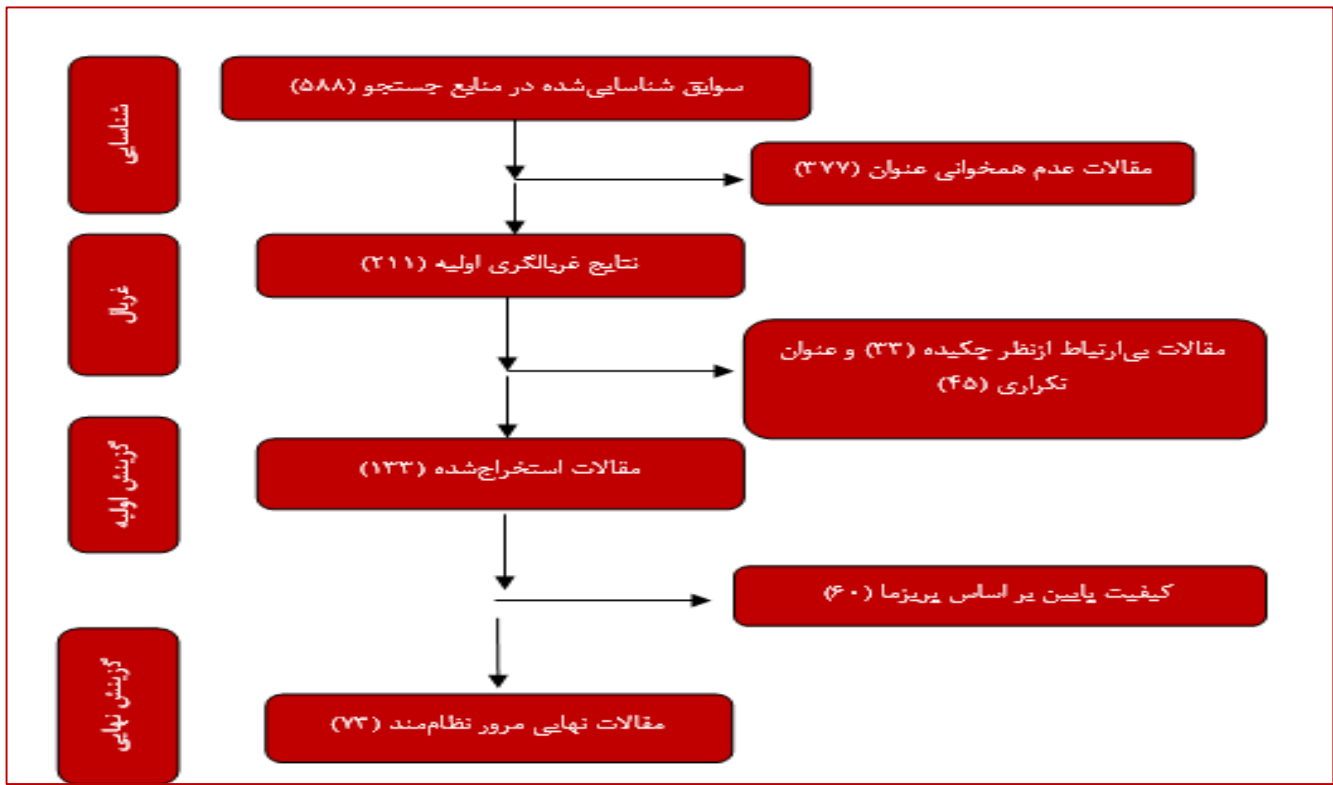 شناسایی
سوابق شناسایی‌شده در منابع جستجو (۵۸۸)
مقالات عدم همخوانی عنوان (۳۷۷)
غربال
نتایج غربالگری اولیه (۲۱۱)
مقالات بی‌ارتباط ازنظر چکیده (۳۳) و عنوان
تکراری (۴۵)
گزینش اولیه
مقالات استخراج‌شده (۱۳۳)
کیفیت پایین بر اساس پریزما (۶۰)
گزینش نهایی
مقالات نهایی مرور نظام‌مند (۷۳)